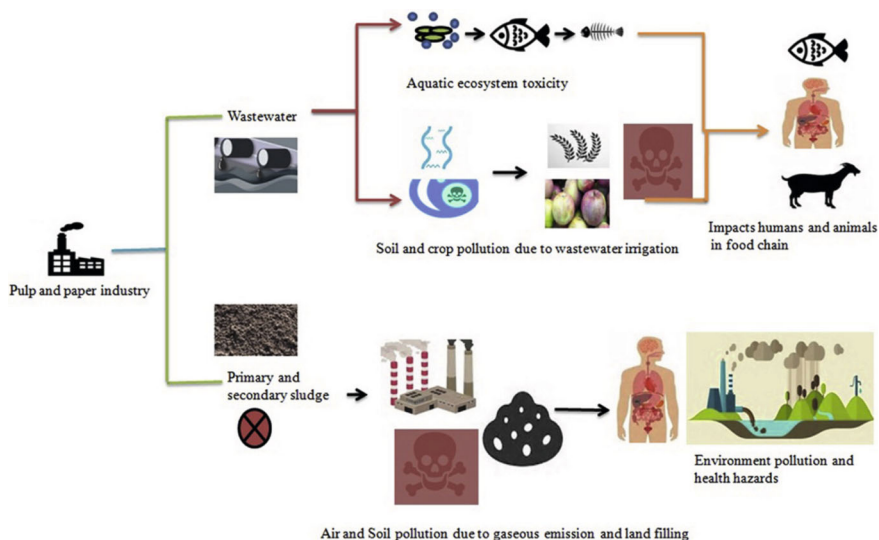 Aquatic ecosystem toxicity
Wastewater
Soil and crop pollution due to wastewater irrigation
Impacts humans and animals
in food chain
Pulp and paper industry
Primary and
secondary sludge
Environment pollution and
health hazards
Air and Soil pollution due to gaseous emission and land filling